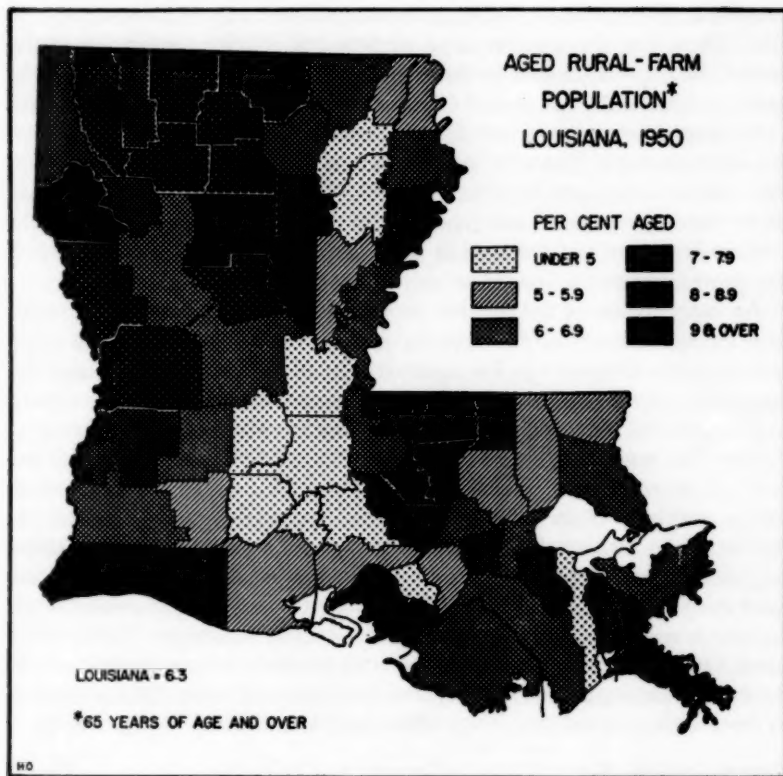 AGED RURAL-FARM
POPULATION*
LOUISIANA, 1950
PER CENT AGED
UNDER 5
7 - 7.9
5 - 5.9
8 - 8.9
6 - 6.9
9 & OVER
LOUISIANA = 6.3
*65 YEARS OF AGE AND OVER
HO